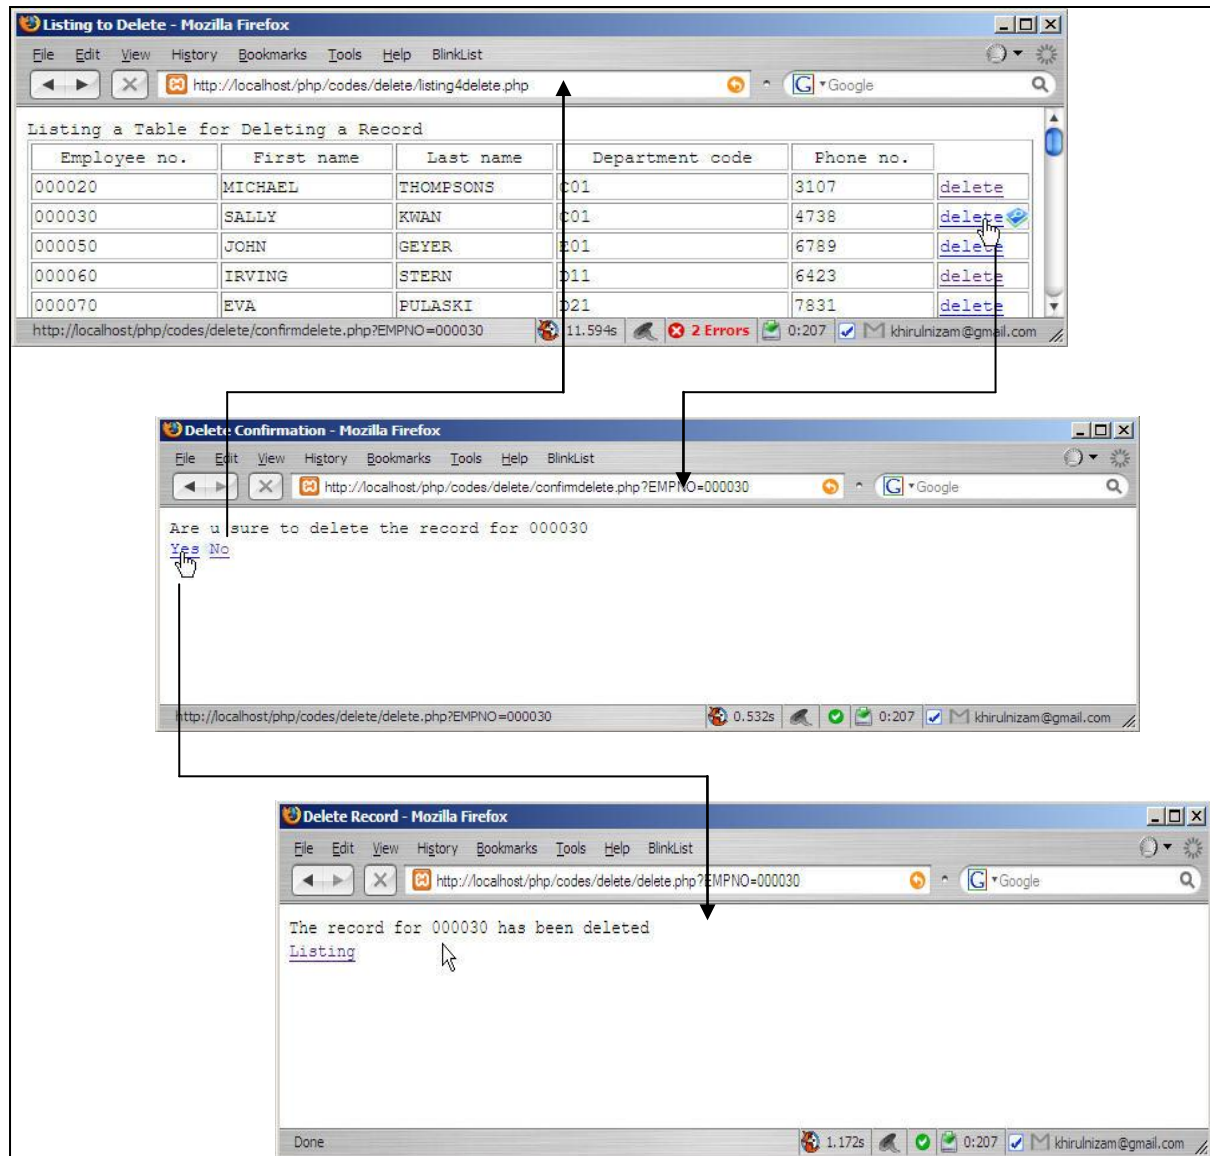 Listing to Delete - Mozilla Firefox
File Edit View History Bookmarks Tools Help BlinkList
http://localhost/php/codes/delete/listing4delete.php
G Google
Listing a Table for Deleting a Record
Employee no. First name Last name Department code Phone no.
000020 MICHAEL THOMPSONS C01 3107 delete
000030 SALLY KWAN C01 4738 delete
000050 JOHN GEYER E01 6789 delete
000060 IRVING STERN D11 6423 delete
000070 EVA PULASKI D21 7831 delete
http://localhost/php/codes/delete/confirmdelete.php?EMPNO=000030 11.594s 2 Errors 0:207 khirulnizam@gmail.com
Delete Confirmation - Mozilla Firefox
File Edit View History Bookmarks Tools Help BlinkList
http://localhost/php/codes/delete/confirmdelete.php?EMPNO=000030
G Google
Are u sure to delete the record for 000030
Yes No
http://localhost/php/codes/delete/delete.php?EMPNO=000030 0.532s 0:207 khirulnizam@gmail.com
Delete Record - Mozilla Firefox
File Edit View History Bookmarks Tools Help BlinkList
http://localhost/php/codes/delete/delete.php?EMPNO=000030
G Google
The record for 000030 has been deleted
Listing
Done 1.172s 0:207 khirulnizam@gmail.com